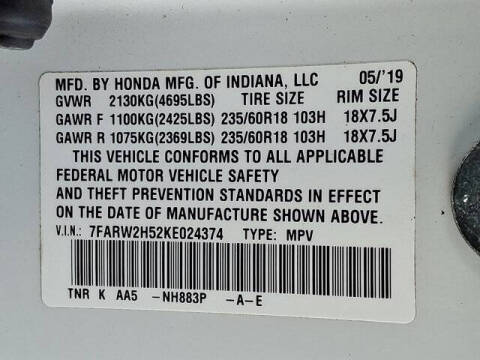 MFD. BY HONDA MFG. OF INDIANA, LLC 05/'19
GVWR 2130KG(4695LBS) TIRE SIZE RIM SIZE
GAWR F 1100KG(2425LBS) 235/60R18 103H 18X7.5J
GAWR R 1075KG(2369LBS) 235/60R18 103H 18X7.5J
THIS VEHICLE CONFORMS TO ALL APPLICABLE
FEDERAL MOTOR VEHICLE SAFETY
AND THEFT PREVENTION STANDARDS IN EFFECT
ON THE DATE OF MANUFACTURE SHOWN ABOVE.
V.I.N.: 7FARW2H52KE024374 TYPE: MPV
TNR K AA5 -NH883P -A-E